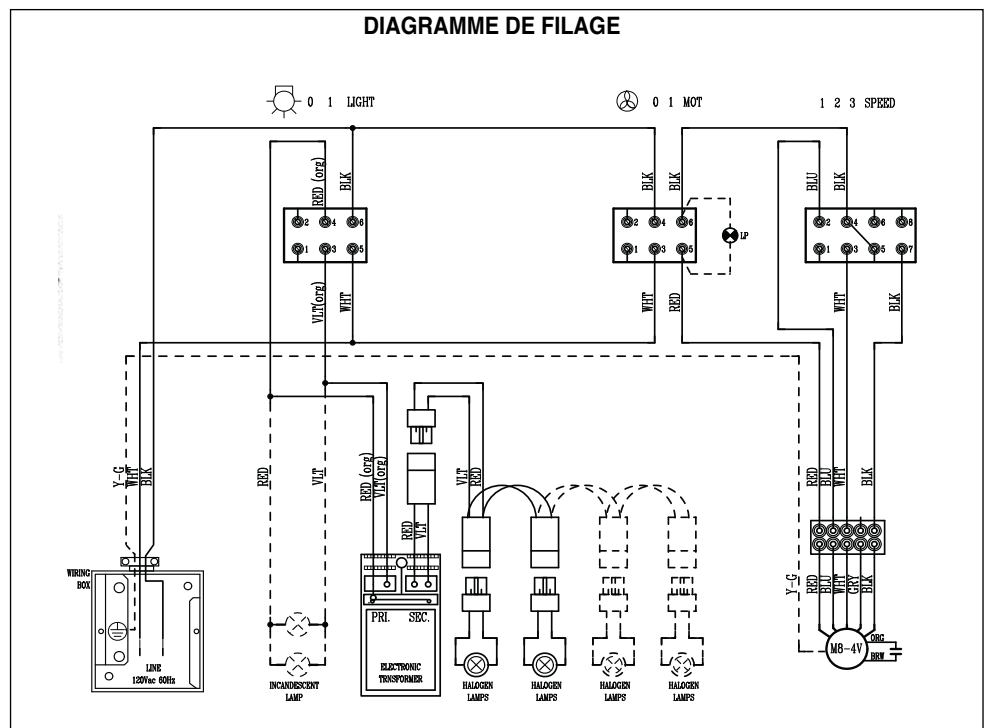 DIAGRAMME DE FILAGE
0 1 LIGHT
0 1 MOT
1 2 3 SPEED
RED (org)
BLK
BLK
BLK
BLU
BLK
2 4 6
1 3 5
2 4 6
1 3 5
LP
2 4 6 8
1 3 5 7
VLT(org)
WHT
WHT
RED
WHT
BLK
Y-G
WHT
BLK
RED
VLT
RED (org)
VLT(org)
RED
VLT
VLT
RED
RED
BLU
WHT
BLK
WIRING
BOX
LINE
120Vac 60Hz
INCANDESCENT
LAMP
PRI. SEC.
ELECTRONIC
TRNSFORMER
HALOGEN
LAMPS
HALOGEN
LAMPS
HALOGEN
LAMPS
HALOGEN
LAMPS
Y-G
RED
BLU
WHT
GRY
BLK
M8-4V
ORG
BRW